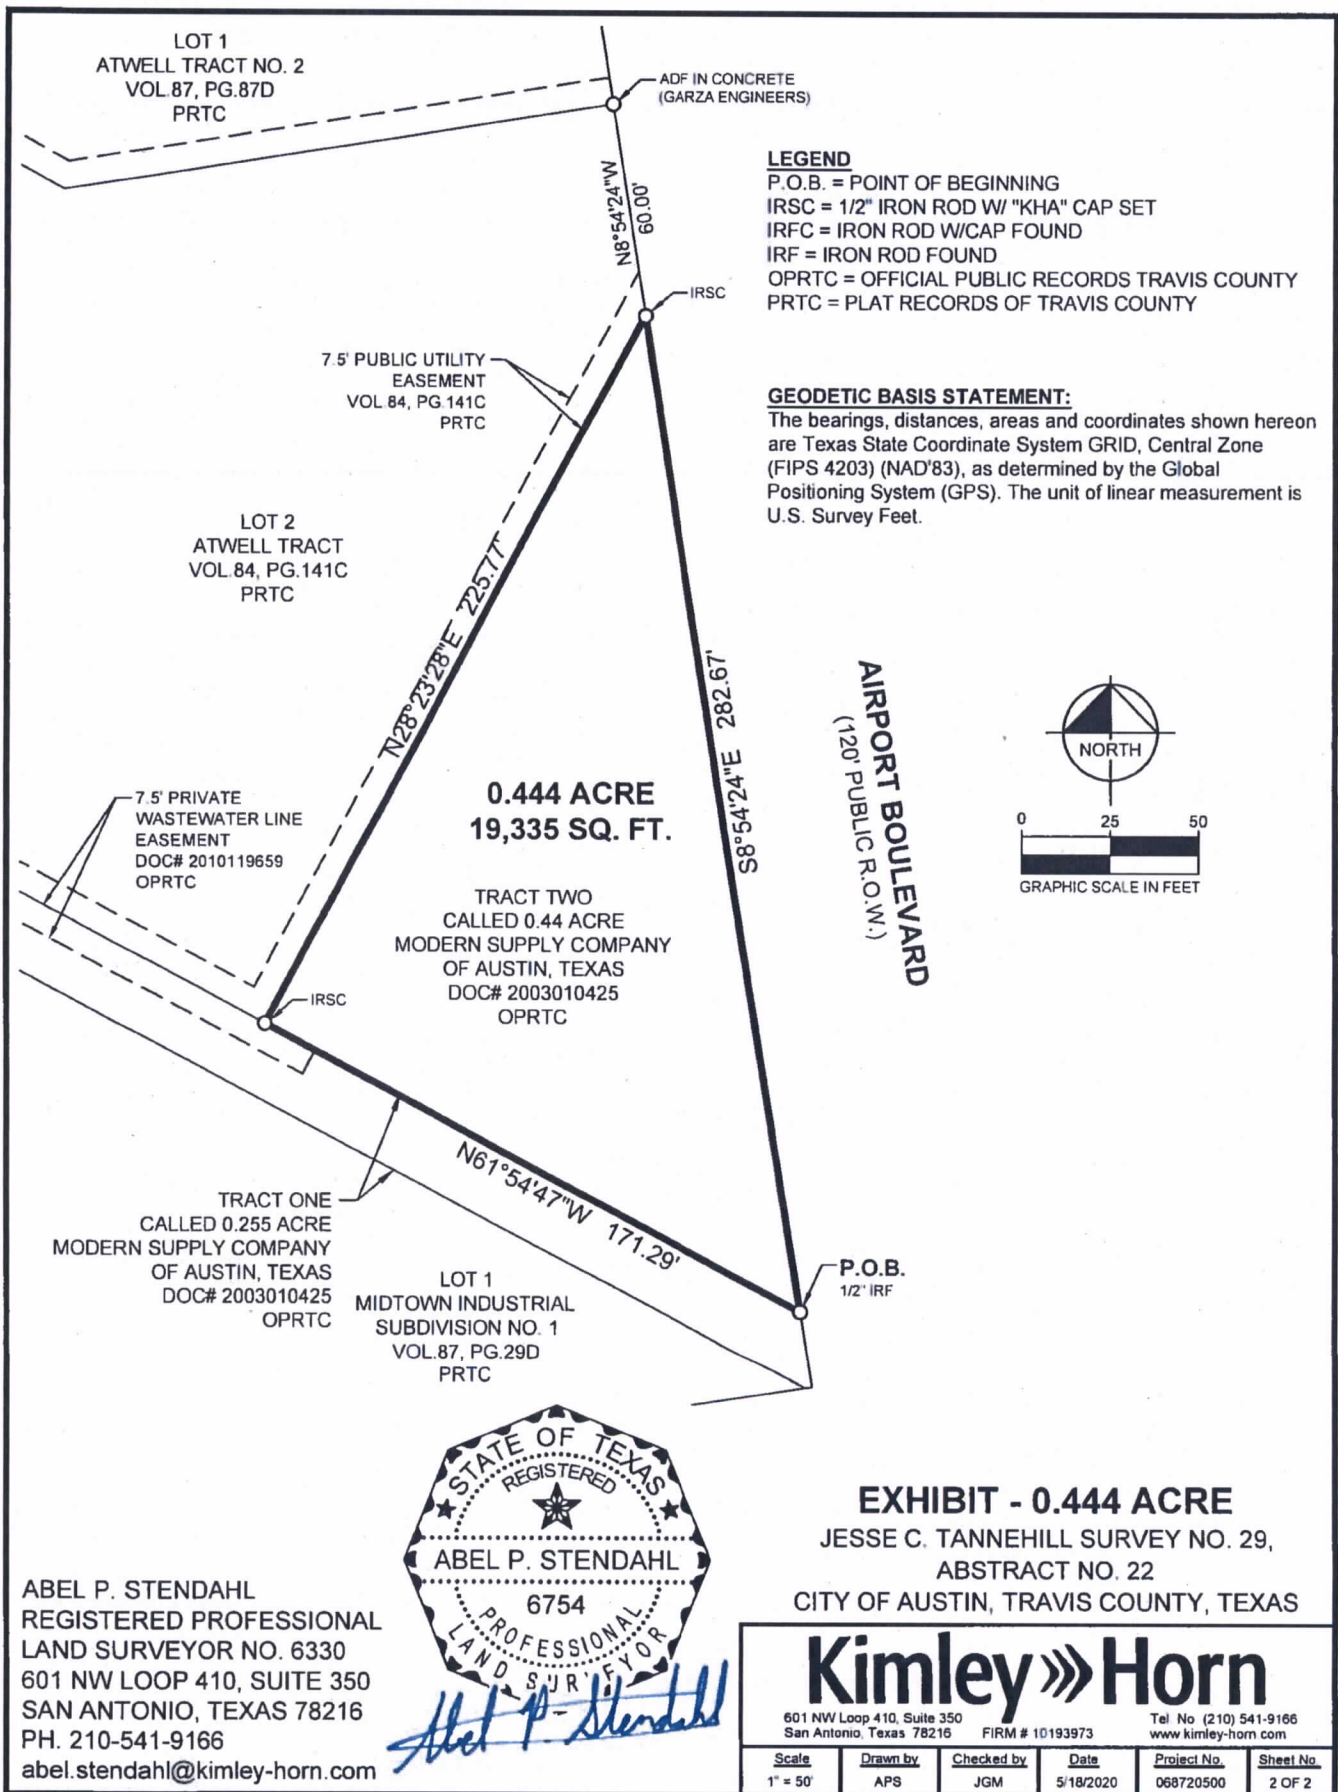 LOT 1
ATWELL TRACT NO. 2
VOL.87, PG.87D
PRTC
ADF IN CONCRETE
(GARZA ENGINEERS)
N8°54'24"W
60.00'
IRSC
LEGEND
P.O.B. = POINT OF BEGINNING
IRSC = 1/2" IRON ROD W/ "KHA" CAP SET
IRFC = IRON ROD W/CAP FOUND
IRF = IRON ROD FOUND
OPRTC = OFFICIAL PUBLIC RECORDS TRAVIS COUNTY
PRTC = PLAT RECORDS OF TRAVIS COUNTY
7.5' PUBLIC UTILITY
EASEMENT
VOL.84, PG.141C
PRTC
GEODETIC BASIS STATEMENT:
The bearings, distances, areas and coordinates shown hereon
are Texas State Coordinate System GRID, Central Zone
(FIPS 4203) (NAD'83), as determined by the Global
Positioning System (GPS). The unit of linear measurement is
U.S. Survey Feet.
LOT 2
ATWELL TRACT
VOL.84, PG.141C
PRTC
N28°23'28"E 225.77'
S8°54'24"E 282.67'
AIRPORT BOULEVARD
(120' PUBLIC R.O.W.)
NORTH
0 25 50
GRAPHIC SCALE IN FEET
0.444 ACRE
19,335 SQ. FT.
7.5' PRIVATE
WASTEWATER LINE
EASEMENT
DOC# 2010119659
OPRTC
TRACT TWO
CALLED 0.44 ACRE
MODERN SUPPLY COMPANY
OF AUSTIN, TEXAS
DOC# 2003010425
OPRTC
IRSC
N61°54'47"W 171.29'
TRACT ONE
CALLED 0.255 ACRE
MODERN SUPPLY COMPANY
OF AUSTIN, TEXAS
DOC# 2003010425
OPRTC
P.O.B.
1/2" IRF
LOT 1
MIDTOWN INDUSTRIAL
SUBDIVISION NO. 1
VOL.87, PG.29D
PRTC
STATE OF TEXAS
REGISTERED
ABEL P. STENDAHL
6754
PROFESSIONAL
LAND SURVEYOR
Abel P. Stendahl
ABEL P. STENDAHL
REGISTERED PROFESSIONAL
LAND SURVEYOR NO. 6330
601 NW LOOP 410, SUITE 350
SAN ANTONIO, TEXAS 78216
PH. 210-541-9166
abel.stendahl@kimley-horn.com
EXHIBIT - 0.444 ACRE
JESSE C. TANNEHILL SURVEY NO. 29,
ABSTRACT NO. 22
CITY OF AUSTIN, TRAVIS COUNTY, TEXAS
Kimley»Horn
601 NW Loop 410, Suite 350
San Antonio, Texas 78216
FIRM # 10193973
Tel. No. (210) 541-9166
www.kimley-horn.com
Scale Drawn by Checked by Date Project No. Sheet No.
1" = 50' APS JGM 5/18/2020 068720500 2 OF 2